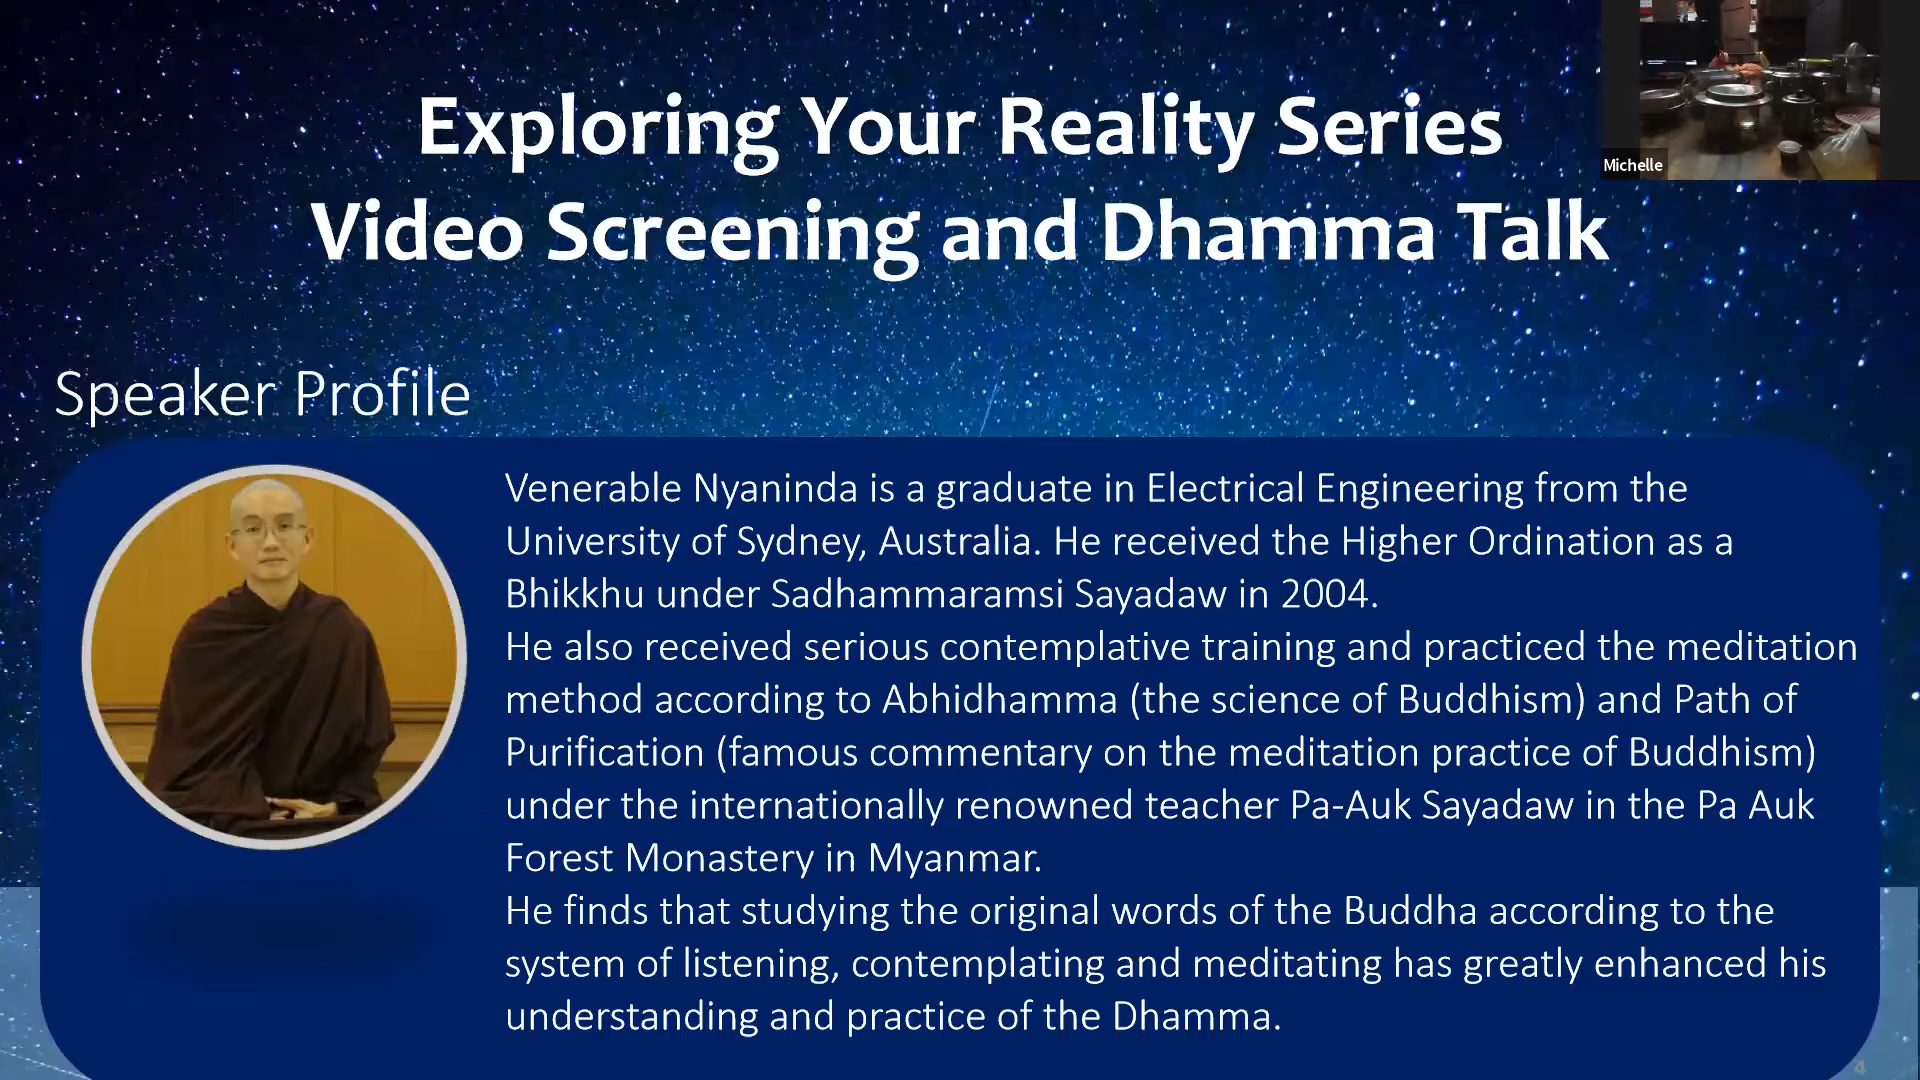 Exploring Your Reality Series
Video Screening and Dhamma Talk
Michelle
Speaker Profile
Venerable Nyaninda is a graduate in Electrical Engineering from the
University of Sydney, Australia. He received the Higher Ordination as a
Bhikkhu under Sadhammaramsi Sayadaw in 2004.
He also received serious contemplative training and practiced the meditation
method according to Abhidhamma (the science of Buddhism) and Path of
Purification (famous commentary on the meditation practice of Buddhism)
under the internationally renowned teacher Pa-Auk Sayadaw in the Pa Auk
Forest Monastery in Myanmar.
He finds that studying the original words of the Buddha according to the
system of listening, contemplating and meditating has greatly enhanced his
understanding and practice of the Dhamma.
4